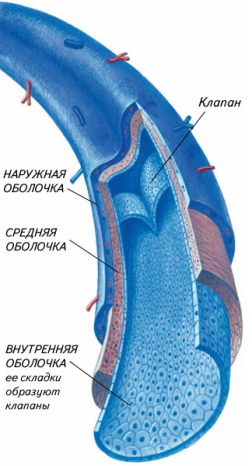 Клапан
НАРУЖНАЯ
ОБОЛОЧКА
СРЕДНЯЯ
ОБОЛОЧКА
ВНУТРЕННЯЯ
ОБОЛОЧКА
ее складки
образуют
клапаны